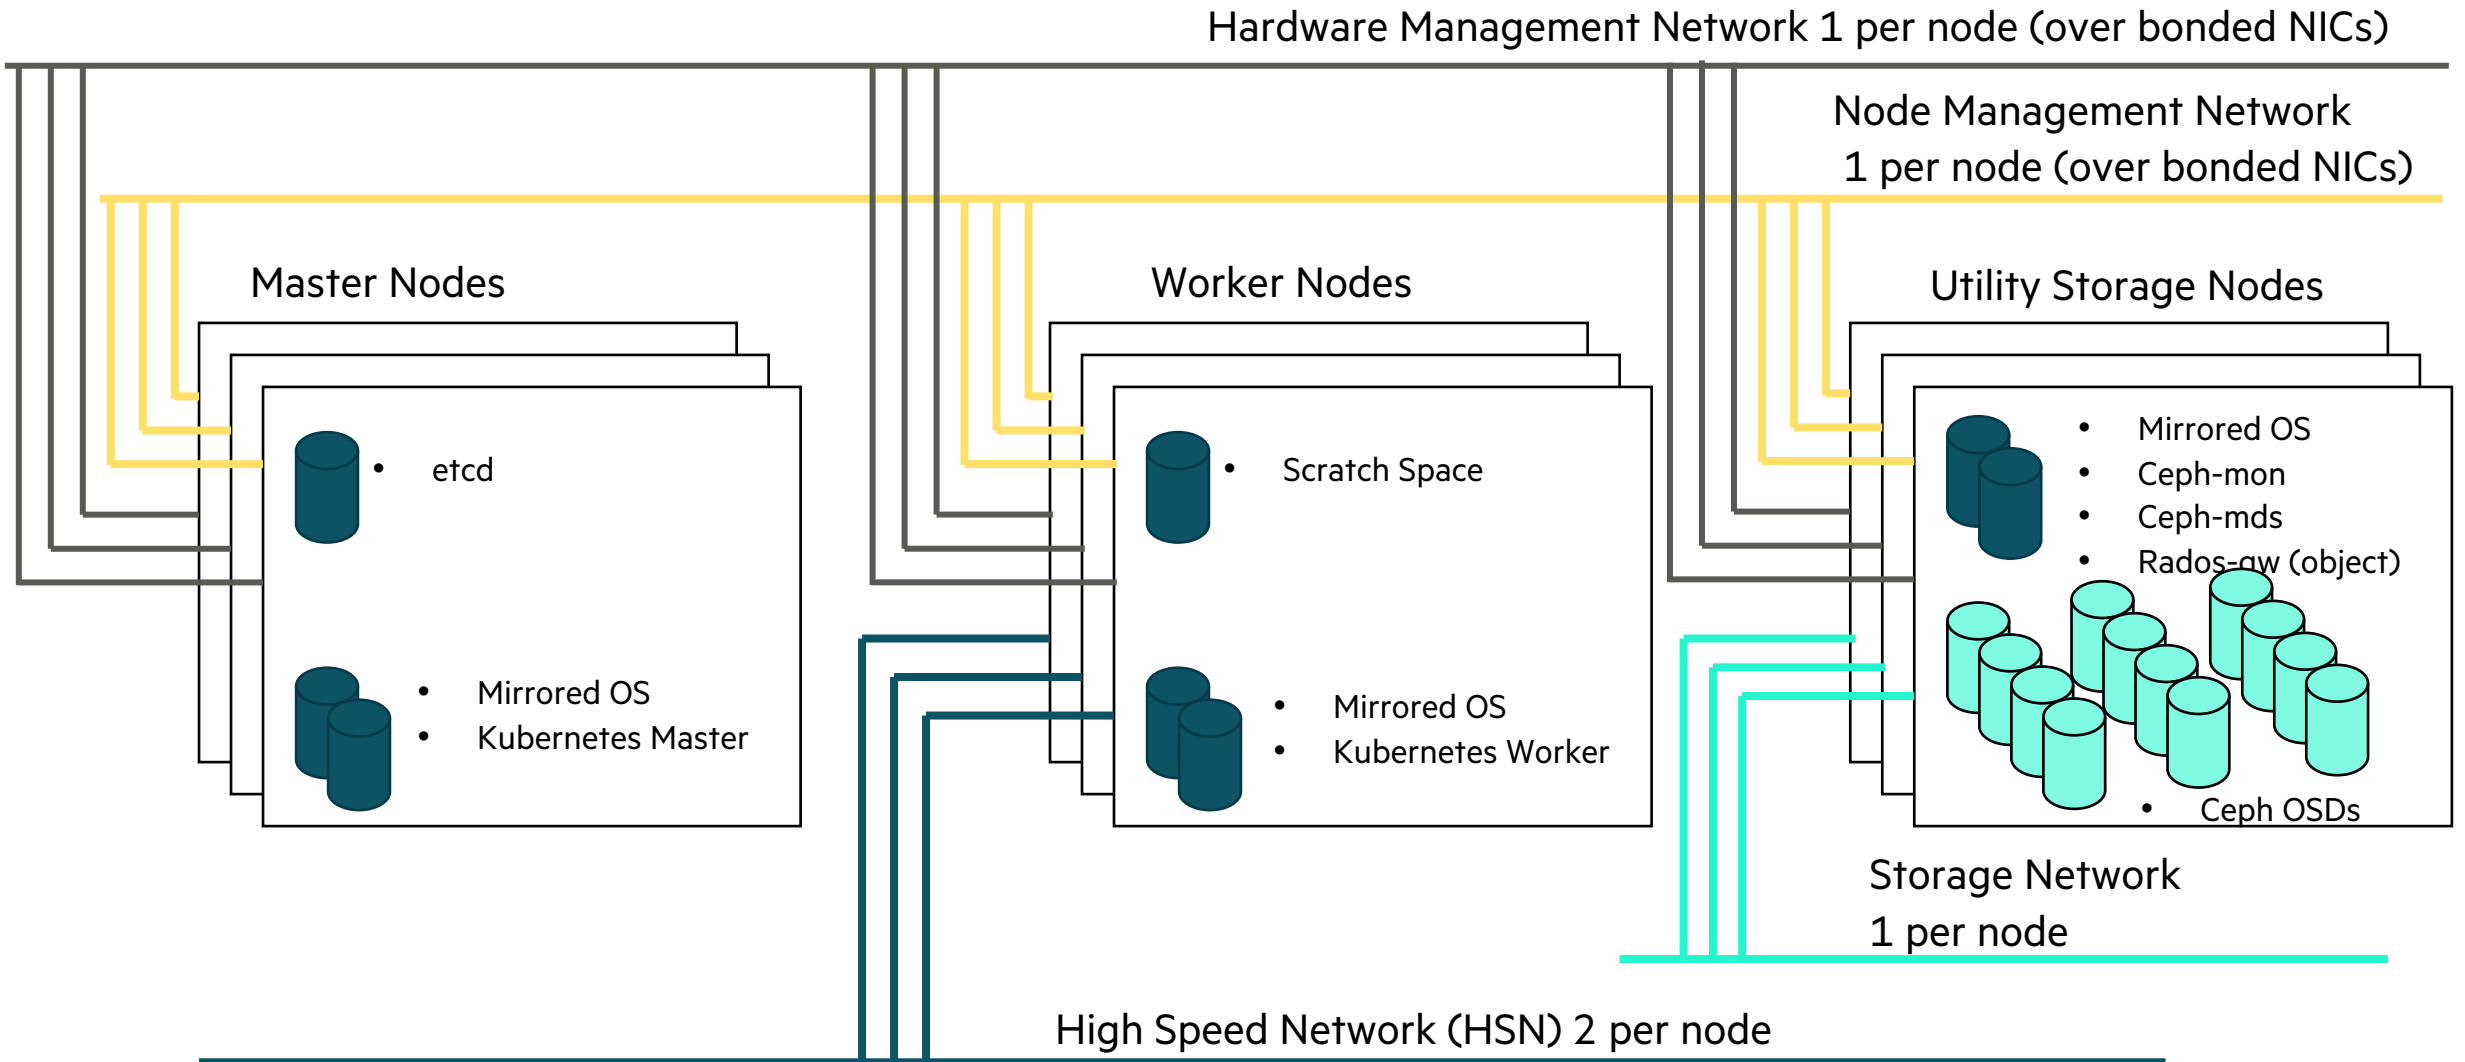 Hardware Management Network 1 per node (over bonded NICs)
Node Management Network
1 per node (over bonded NICs)
Master Nodes
Worker Nodes
Utility Storage Nodes
• etcd
• Mirrored OS
• Kubernetes Master
• Scratch Space
• Mirrored OS
• Kubernetes Worker
• Mirrored OS
• Ceph-mon
• Ceph-mds
• Rados-gw (object)
• Ceph OSDs
Storage Network
1 per node
High Speed Network (HSN) 2 per node